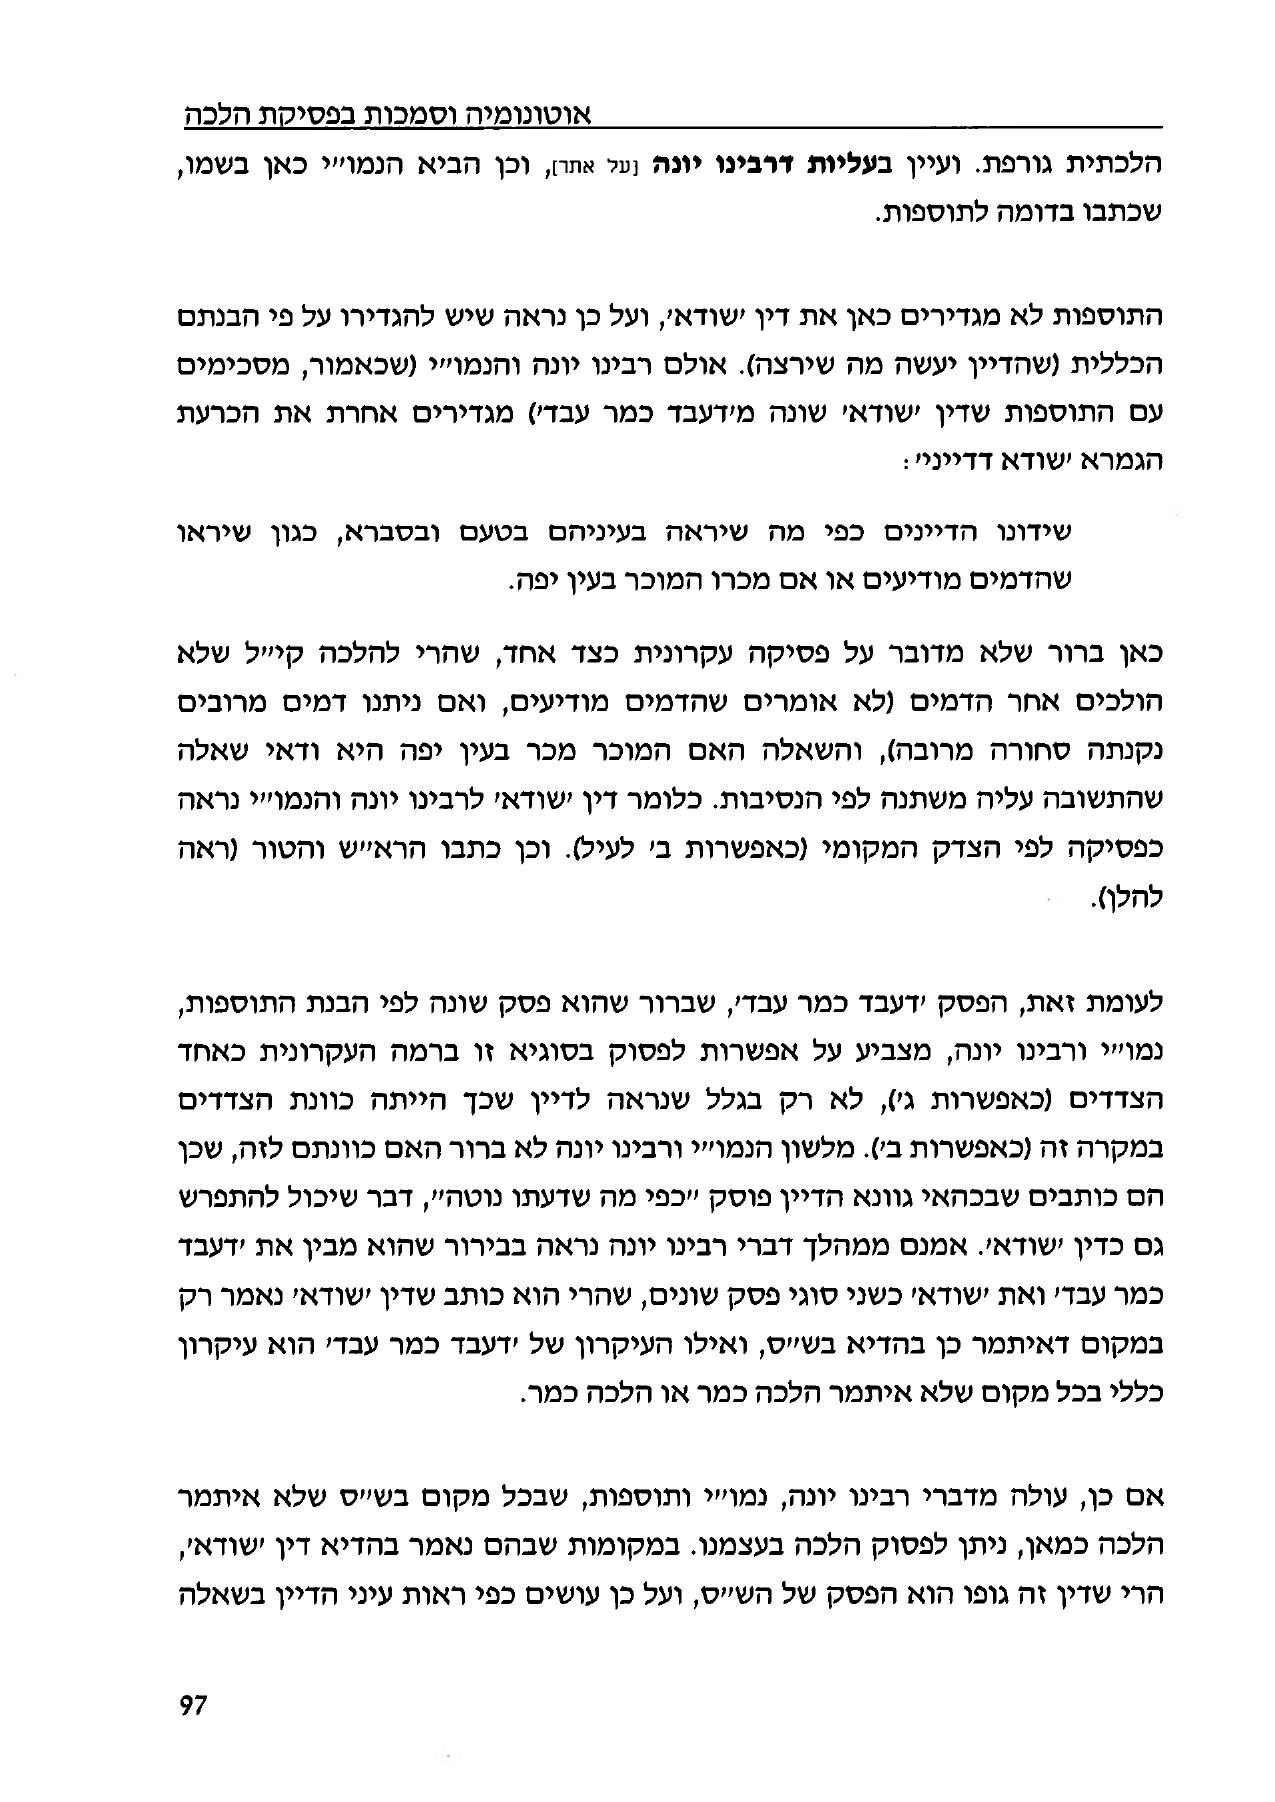 אוטונומיה וסמכות בפסיקת הלכה
הלכתית גורפת. ועיין בעליות דרבינו יונה [על אתר], וכן הביא הנמו״י כאן בשמו,
שכתבו בדומה לתוספות.
התוספות לא מגדירים כאן את דין ׳שודא׳, ועל כן נראה שיש להגדירו על פי הבנתם
הכללית (שהדיין יעשה מה שירצה). אולם רבינו יונה והנמו״י (שכאמור, מסכימים
עם התוספות שדין ׳שודא׳ שונה מ׳דעבד כמר עבד׳) מגדירים אחרת את הכרעת
הגמרא ׳שודא דדייני׳:
שידונו הדיינים כפי מה שיראה בעיניהם בטעם ובסברא, כגון שיראו
שהדמים מודיעים או אם מכרו המוכר בעין יפה.
כאן ברור שלא מדובר על פסיקה עקרונית כצד אחד, שהרי להלכה קי״ל שלא
הולכים אחר הדמים (לא אומרים שהדמים מודיעים, ואם ניתנו דמים מרובים
נקנתה סחורה מרובה), והשאלה האם המוכר מכר בעין יפה היא ודאי שאלה
שהתשובה עליה משתנה לפי הנסיבות. כלומר דין ׳שודא׳ לרבינו יונה והנמו״י נראה
כפסיקה לפי הצדק המקומי (כאפשרות ב׳ לעיל). וכן כתבו הרא״ש והטור (ראה
להלן).
לעומת זאת, הפסק ׳דעבד כמר עבד׳, שברור שהוא פסק שונה לפי הבנת התוספות,
נמו״י ורבינו יונה, מצביע על אפשרות לפסוק בסוגיא זו ברמה העקרונית כאחד
הצדדים (כאפשרות ג׳), לא רק בגלל שנראה לדיין שכך הייתה כוונת הצדדים
במקרה זה (כאפשרות ב׳). מלשון הנמו״י ורבינו יונה לא ברור האם כוונתם לזה, שכן
הם כותבים שבכהאי גוונא הדיין פוסק ״כפי מה שדעתו נוטה״, דבר שיכול להתפרש
גם כדין ׳שודא׳. אמנם ממהלך דברי רבינו יונה נראה בבירור שהוא מבין את ׳דעבד
כמר עבד׳ ואת ׳שודא׳ כשני סוגי פסק שונים, שהרי הוא כותב שדין ׳שודא׳ נאמר רק
במקום דאיתמר כן בהדיא בש״ס, ואילו העיקרון של ׳דעבד כמר עבד׳ הוא עיקרון
כללי בכל מקום שלא איתמר הלכה כמר או הלכה כמר.
אם כן, עולה מדברי רבינו יונה, נמו״י ותוספות, שבכל מקום בש״ס שלא איתמר
הלכה כמאן, ניתן לפסוק הלכה בעצמנו. במקומות שבהם נאמר בהדיא דין ׳שודא׳,
הרי שדין זה גופו הוא הפסק של הש״ס, ועל כן עושים כפי ראות עיני הדיין בשאלה
97